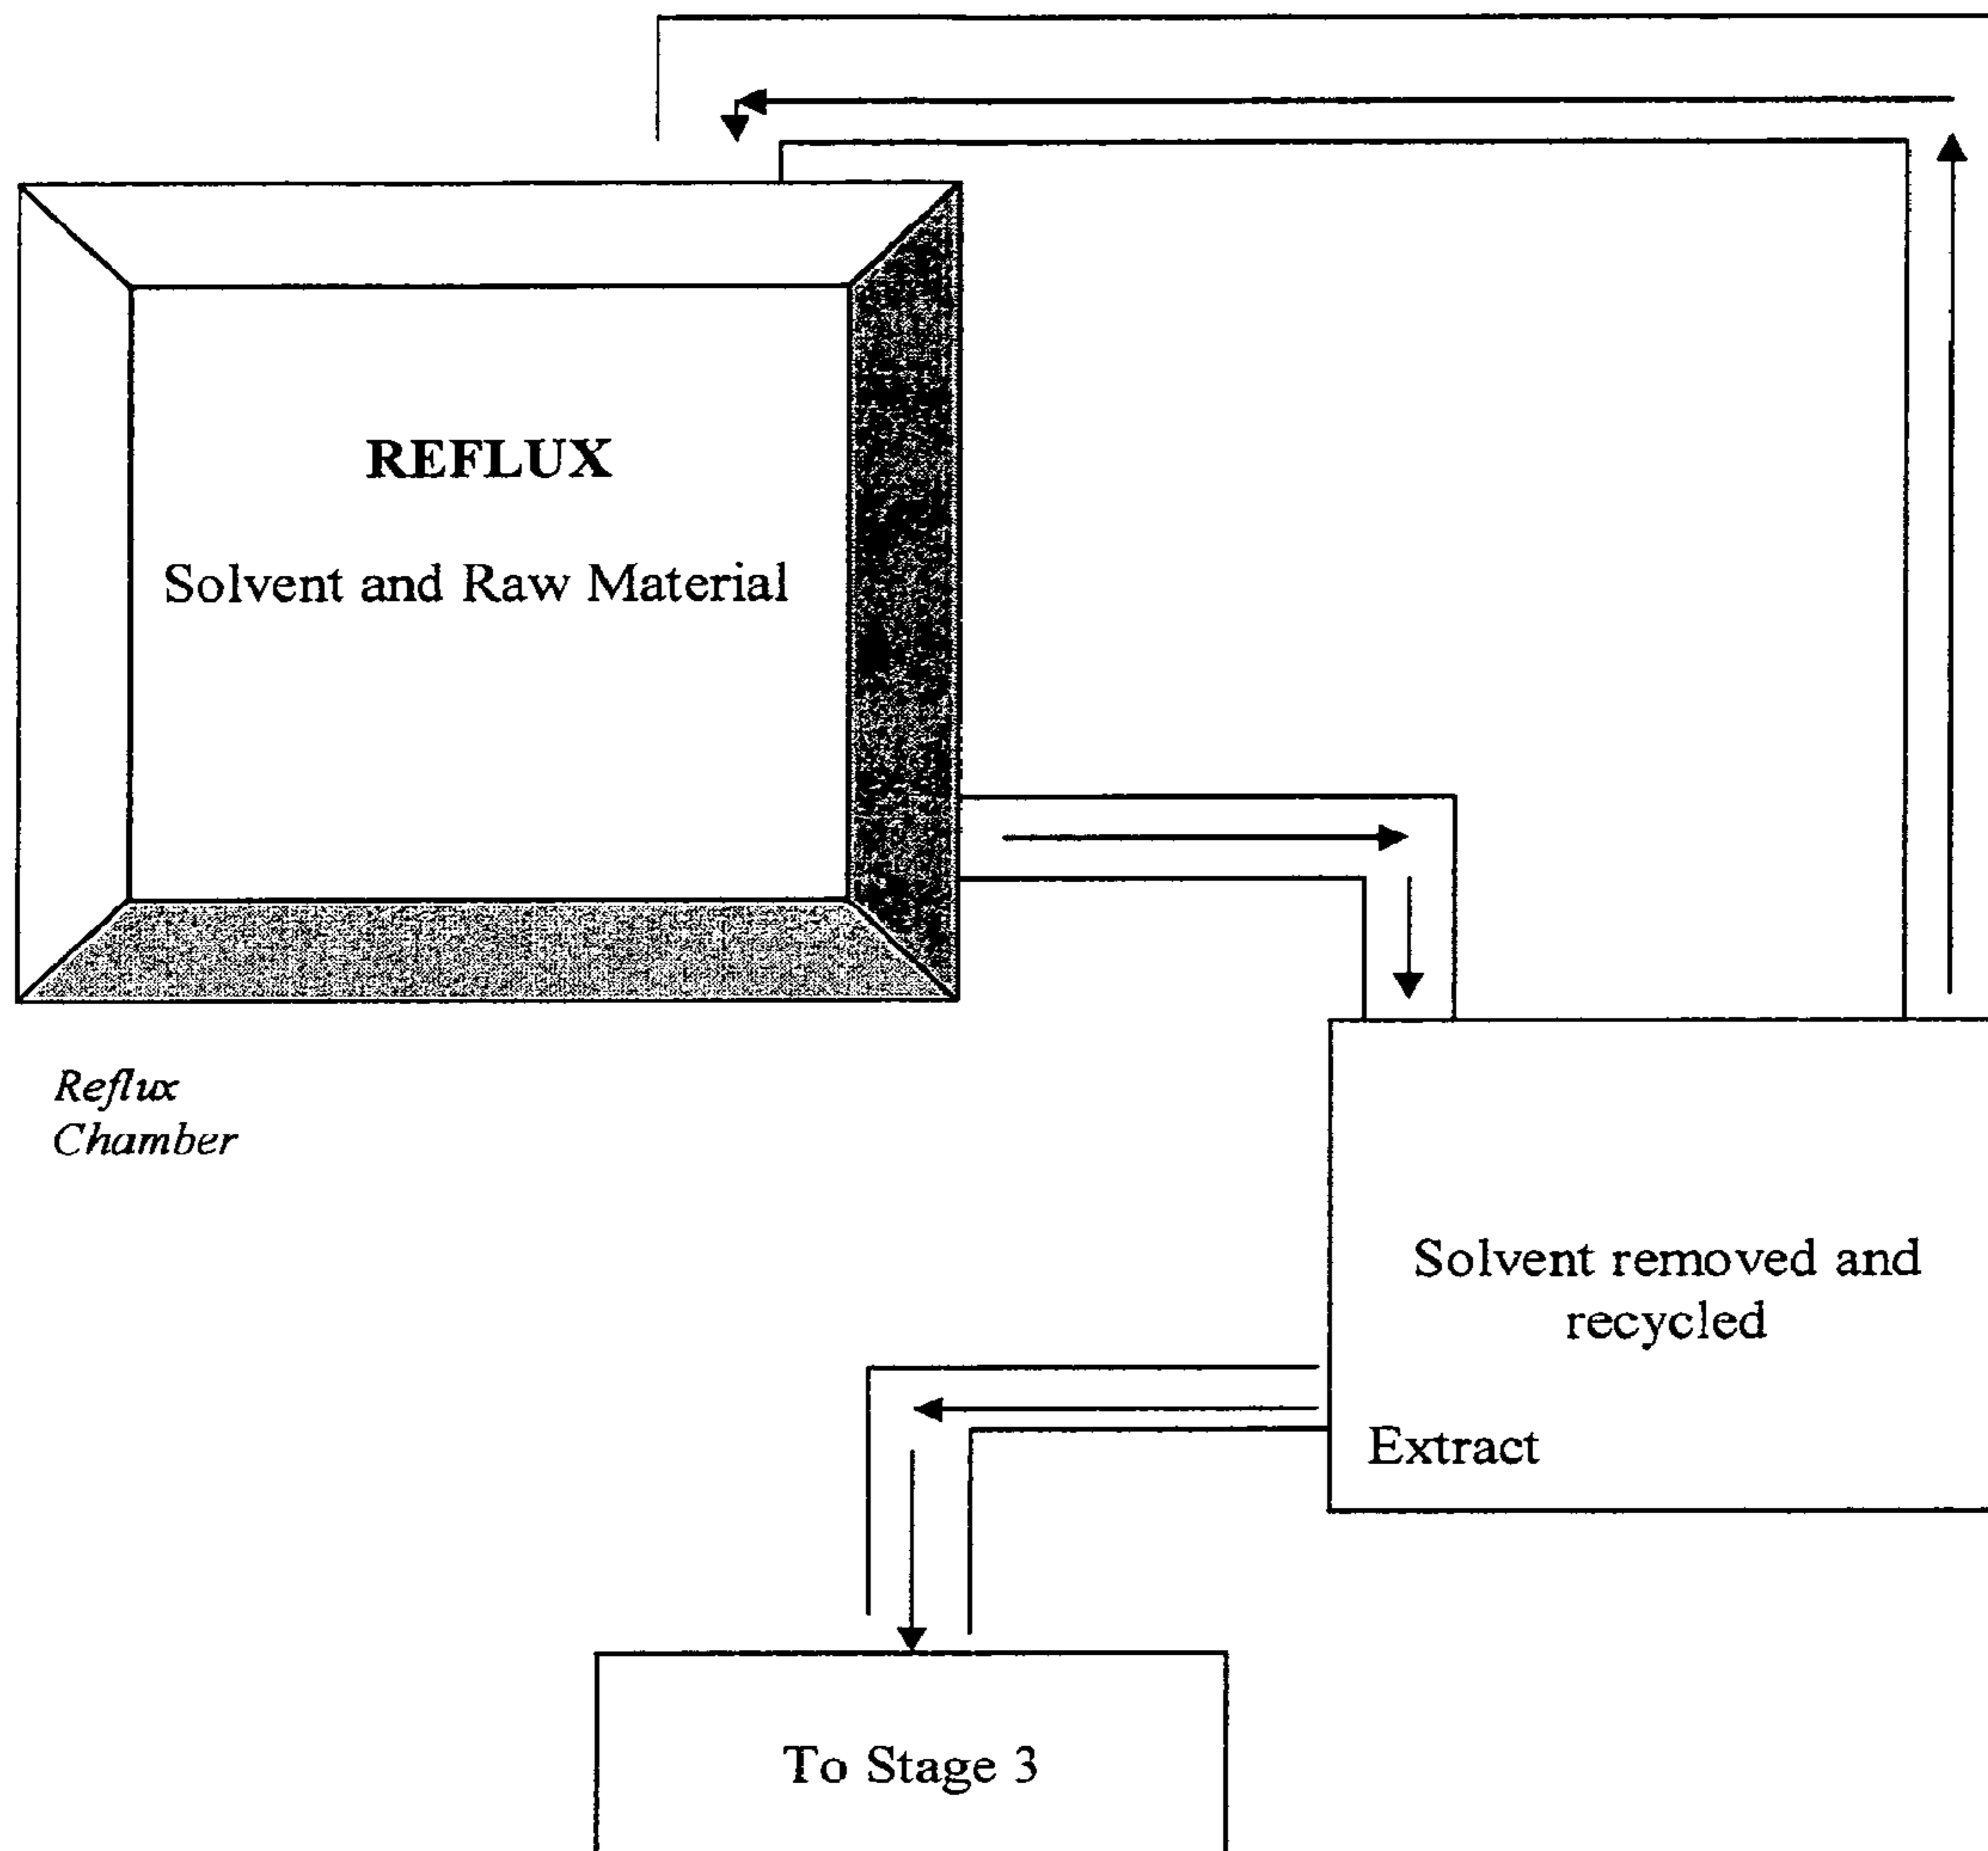 REFLUX
Solvent and Raw Material
Reflux
Chamber
Solvent removed and
recycled
Extract
To Stage 3